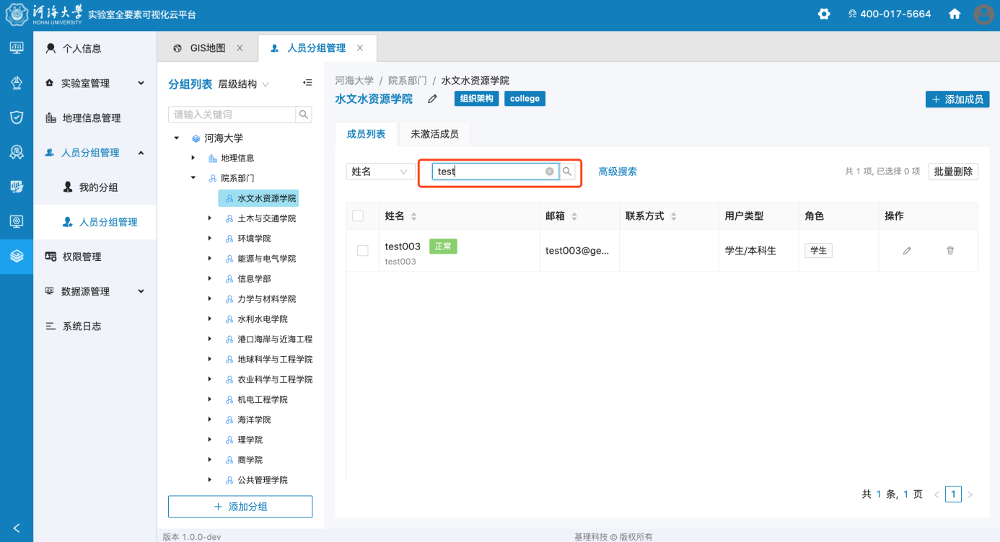 河海大學 实验室全要素可视化云平台
HOHAI UNIVERSITY
400-017-5664
个人信息
实验室管理
地理信息管理
人员分组管理
我的分组
人员分组管理
权限管理
数据源管理
系统日志
GIS地图
人员分组管理
分组列表 层级结构
请输入关键词
河海大学
地理信息
院系部门
水文水资源学院
土木与交通学院
环境学院
能源与电气学院
信息学部
力学与材料学院
水利水电学院
港口海岸与近海工程
地球科学与工程学院
农业科学与工程学院
机电工程学院
海洋学院
理学院
商学院
公共管理学院
+ 添加分组
河海大学 / 院系部门 / 水文水资源学院
水文水资源学院 组织架构 college + 添加成员
成员列表 未激活成员
姓名 test 高级搜索 共 1 项, 已选择 0 项 批量删除
姓名 邮箱 联系方式 用户类型 角色 操作
test003 正常 test003@ge... 学生/本科生 学生
test003
共 1 条, 1 页 < 1 >
版本 1.0.0-dev 基理科技 © 版权所有